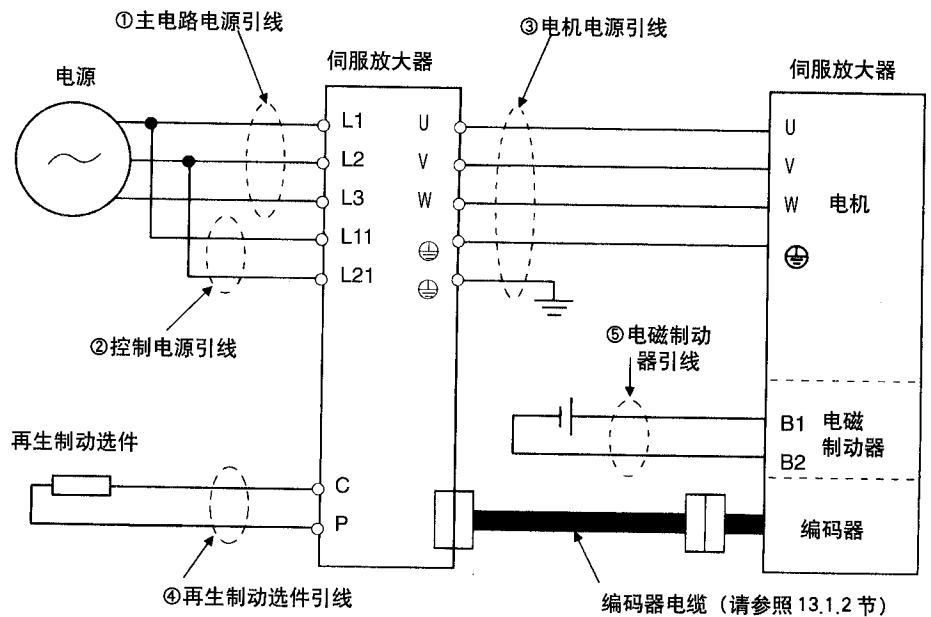 ①主电路电源引线
③电机电源引线
电源
伺服放大器
伺服放大器
L1
U
U
L2
V
V
L3
W
W
电机
L11
L21
②控制电源引线
⑤电磁制动
器引线
B1
电磁
制动器
B2
再生制动选件
C
P
编码器
④再生制动选件引线
编码器电缆（请参照13.1.2节）